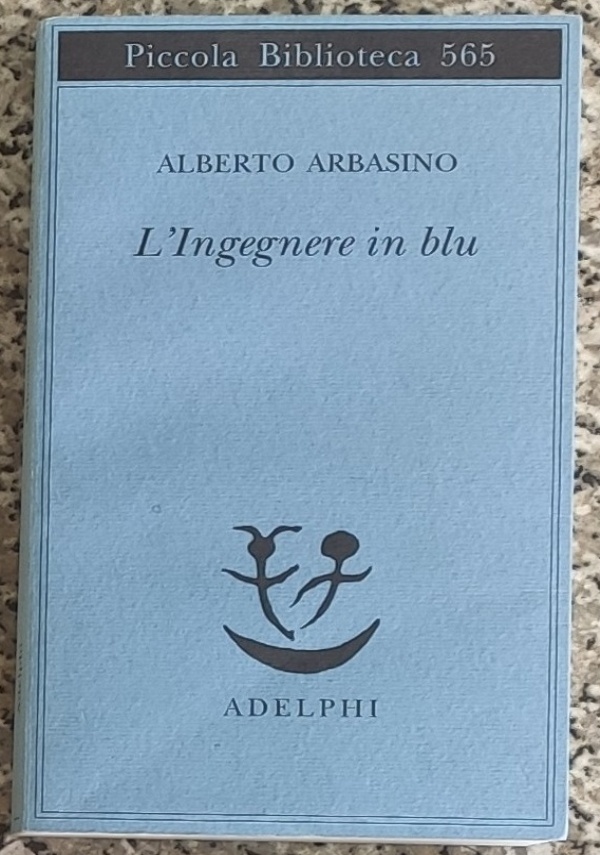 Piccola Biblioteca 565
ALBERTO ARBASINO
L'Ingegnere in blu
ADELPHI